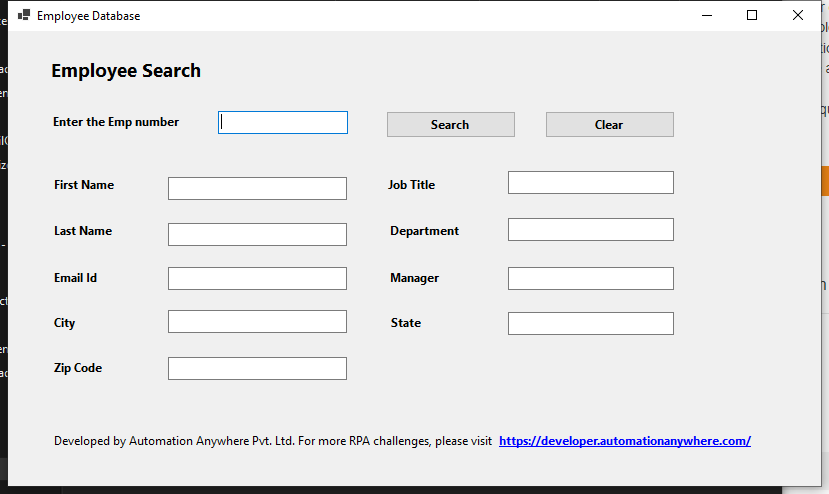 Employee Database
Employee Search
Enter the Emp number Search Clear
First Name Job Title
Last Name Department
Email Id Manager
City State
Zip Code
Developed by Automation Anywhere Pvt. Ltd. For more RPA challenges, please visit https://developer.automationanywhere.com/